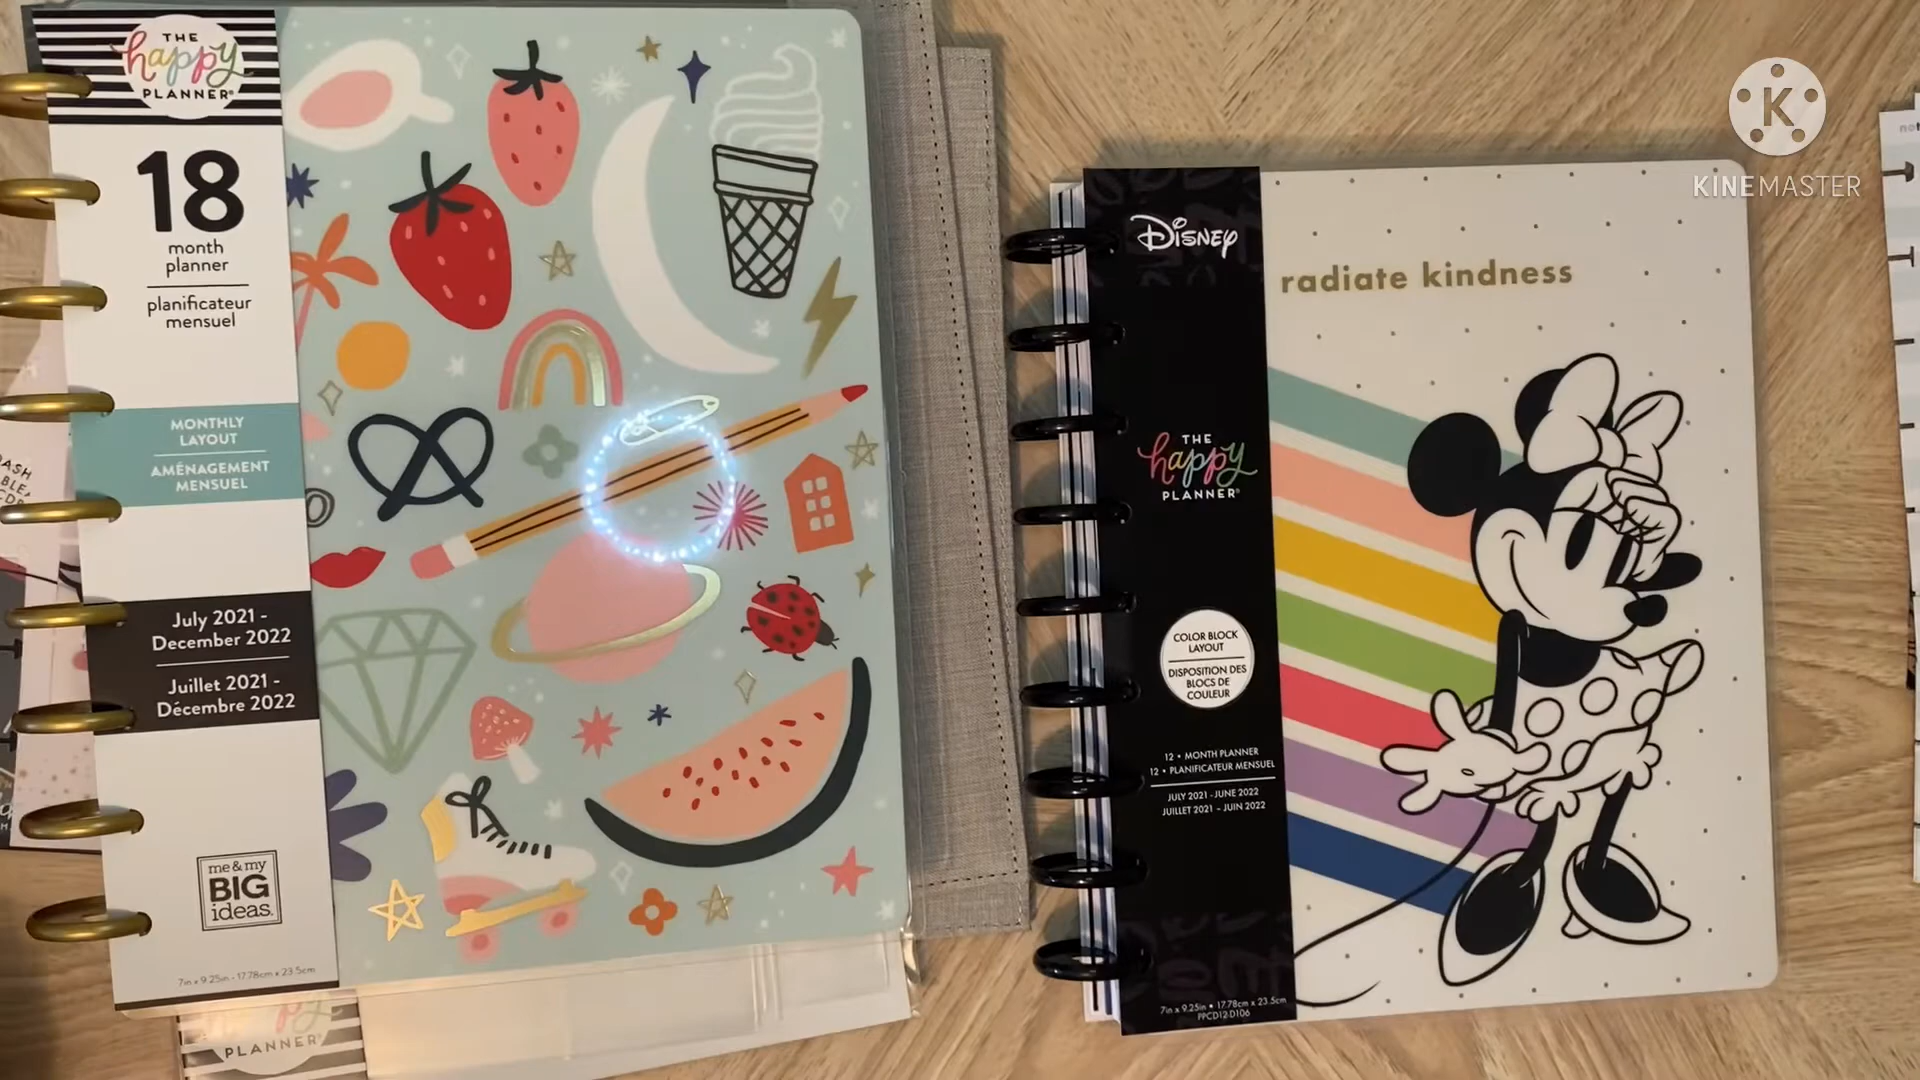 THE
happy
PLANNER®
18
month
planner
planificateur
mensuel
MONTHLY
LAYOUT
AMÉNAGEMENT
MENSUEL
July 2021 -
December 2022
Juillet 2021 -
Décembre 2022
me & my
BIG
ideas.
7in x 9.25in - 17.78cm x 23.5cm
happy
PLANNER®
DISNEY
radiate kindness
THE
happy
PLANNER®
COLOR BLOCK
LAYOUT
DISPOSITION DES
BLOCS DE
COULEUR
12 • MONTH PLANNER
12 • PLANIFICATEUR MENSUEL
JULY 2021 - JUNE 2022
JUILLET 2021 - JUIN 2022
7in x 9.25in • 17.78cm x 23.5cm
PPCD12-D106
K
KINEMASTER